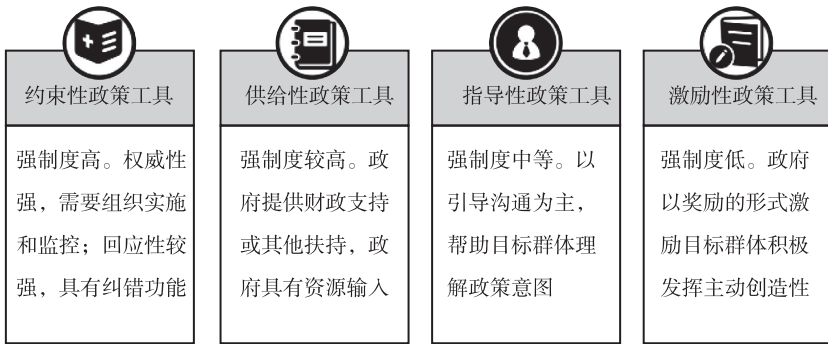 约束性政策工具
强制度高。权威性
强，需要组织实施
和监控；回应性较
强，具有纠错功能
供给性政策工具
强制度较高。政
府提供财政支持
或其他扶持，政
府具有资源输入
指导性政策工具
强制度中等。以
引导沟通为主，
帮助目标群体理
解政策意图
激励性政策工具
强制度低。政府
以奖励的形式激
励目标群体积极
发挥主动创造性